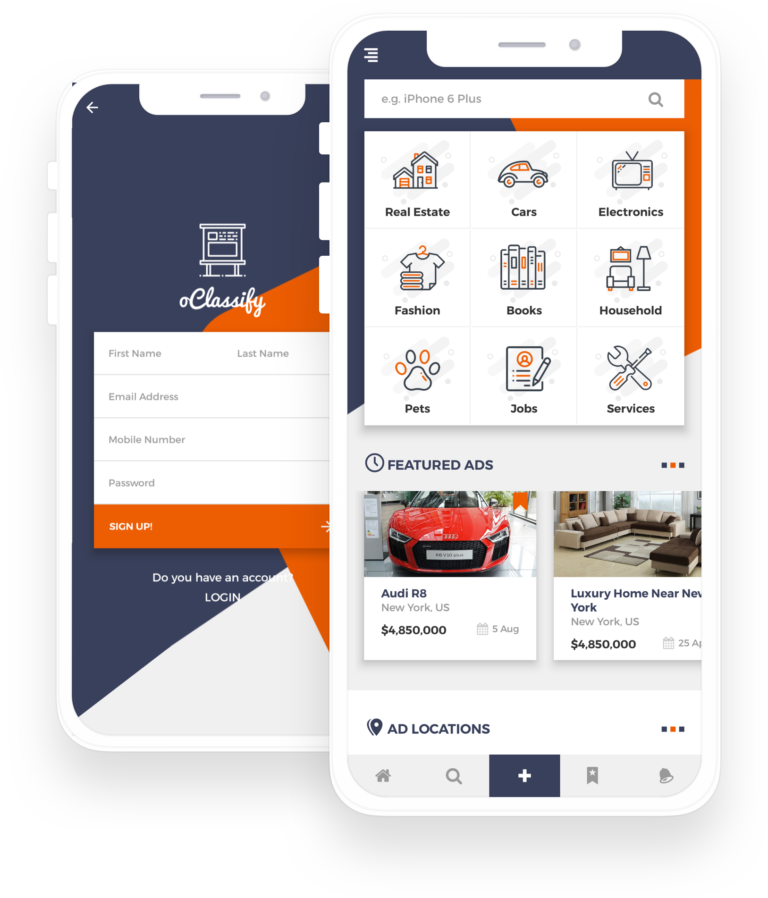 oClassify
First Name
Last Name
Email Address
Mobile Number
Password
SIGN UP!
Do you have an account?
LOGIN
e.g. iPhone 6 Plus
Real Estate
Cars
Electronics
Fashion
Books
Household
Pets
Jobs
Services
FEATURED ADS
Audi R8
New York, US
$4,850,000
5 Aug
Luxury Home Near New
York
New York, US
$4,850,000
25 Ap
AD LOCATIONS